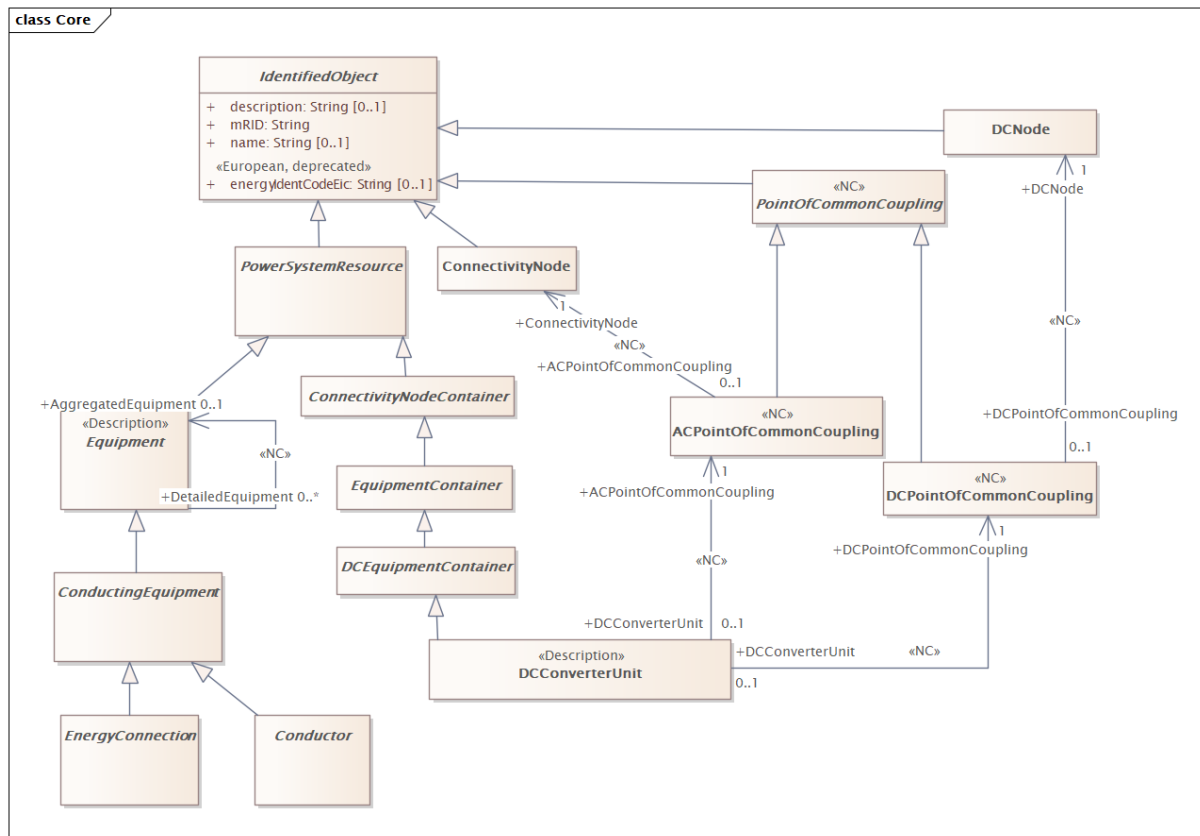 class Core
IdentifiedObject
+ description: String [0..1]
+ mRID: String
+ name: String [0..1]
«European, deprecated»
+ energyIdentCodeEic: String [0..1]
DCNode
1
+DCNode
«NC»
PointOfCommonCoupling
PowerSystemResource
ConnectivityNode
1
+ConnectivityNode
«NC»
+ACPointOfCommonCoupling
0..1
«NC»
+AggregatedEquipment 0..1
«Description»
Equipment
«NC»
+DetailedEquipment 0..*
ConnectivityNodeContainer
«NC»
ACPointOfCommonCoupling
+DCPointOfCommonCoupling
0..1
1
+ACPointOfCommonCoupling
«NC»
DCPointOfCommonCoupling
EquipmentContainer
1
+DCPointOfCommonCoupling
DCEquipmentContainer
«NC»
ConductingEquipment
+DCConverterUnit 0..1
«Description»
DCConverterUnit
+DCConverterUnit «NC»
0..1
EnergyConnection
Conductor